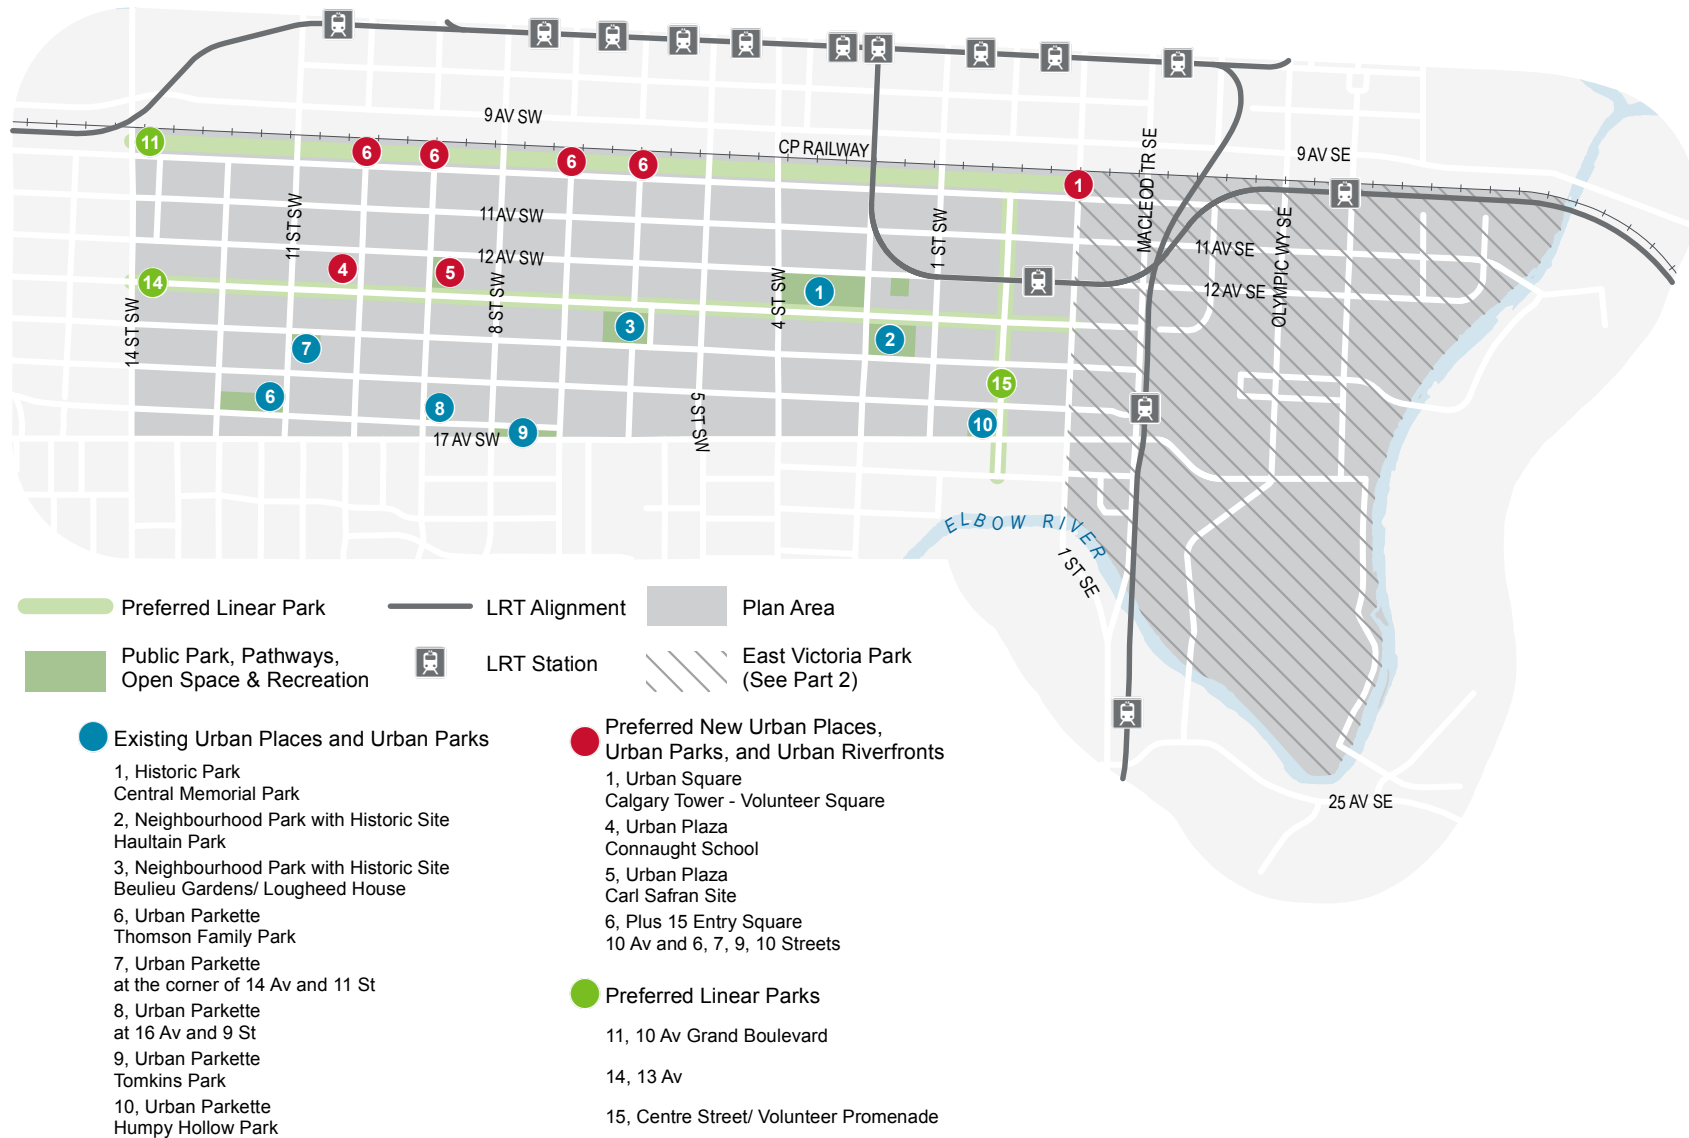 9 AV SW
CP RAILWAY
MACLEOD TR SE
9 AV SE
11
6
6
6
6
1
11 ST SW
11 AV SW
12 AV SW
1 ST SW
11 AV SE
12 AV SE
OLYMPIC WY SE
14
4
5
8 ST SW
4 ST SW
1
14 ST SW
7
3
2
15
6
8
9
10
5 ST SW
17 AV SW
ELBOW RIVER
1 ST SE
25 AV SE
Preferred Linear Park
LRT Alignment
Plan Area
Public Park, Pathways,
Open Space & Recreation
LRT Station
East Victoria Park
(See Part 2)
Existing Urban Places and Urban Parks
1, Historic Park
Central Memorial Park
2, Neighbourhood Park with Historic Site
Haultain Park
3, Neighbourhood Park with Historic Site
Beulieu Gardens/ Lougheed House
6, Urban Parkette
Thomson Family Park
7, Urban Parkette
at the corner of 14 Av and 11 St
8, Urban Parkette
at 16 Av and 9 St
9, Urban Parkette
Tomkins Park
10, Urban Parkette
Humpy Hollow Park
Preferred New Urban Places,
Urban Parks, and Urban Riverfronts
1, Urban Square
Calgary Tower - Volunteer Square
4, Urban Plaza
Connaught School
5, Urban Plaza
Carl Safran Site
6, Plus 15 Entry Square
10 Av and 6, 7, 9, 10 Streets
Preferred Linear Parks
11, 10 Av Grand Boulevard
14, 13 Av
15, Centre Street/ Volunteer Promenade